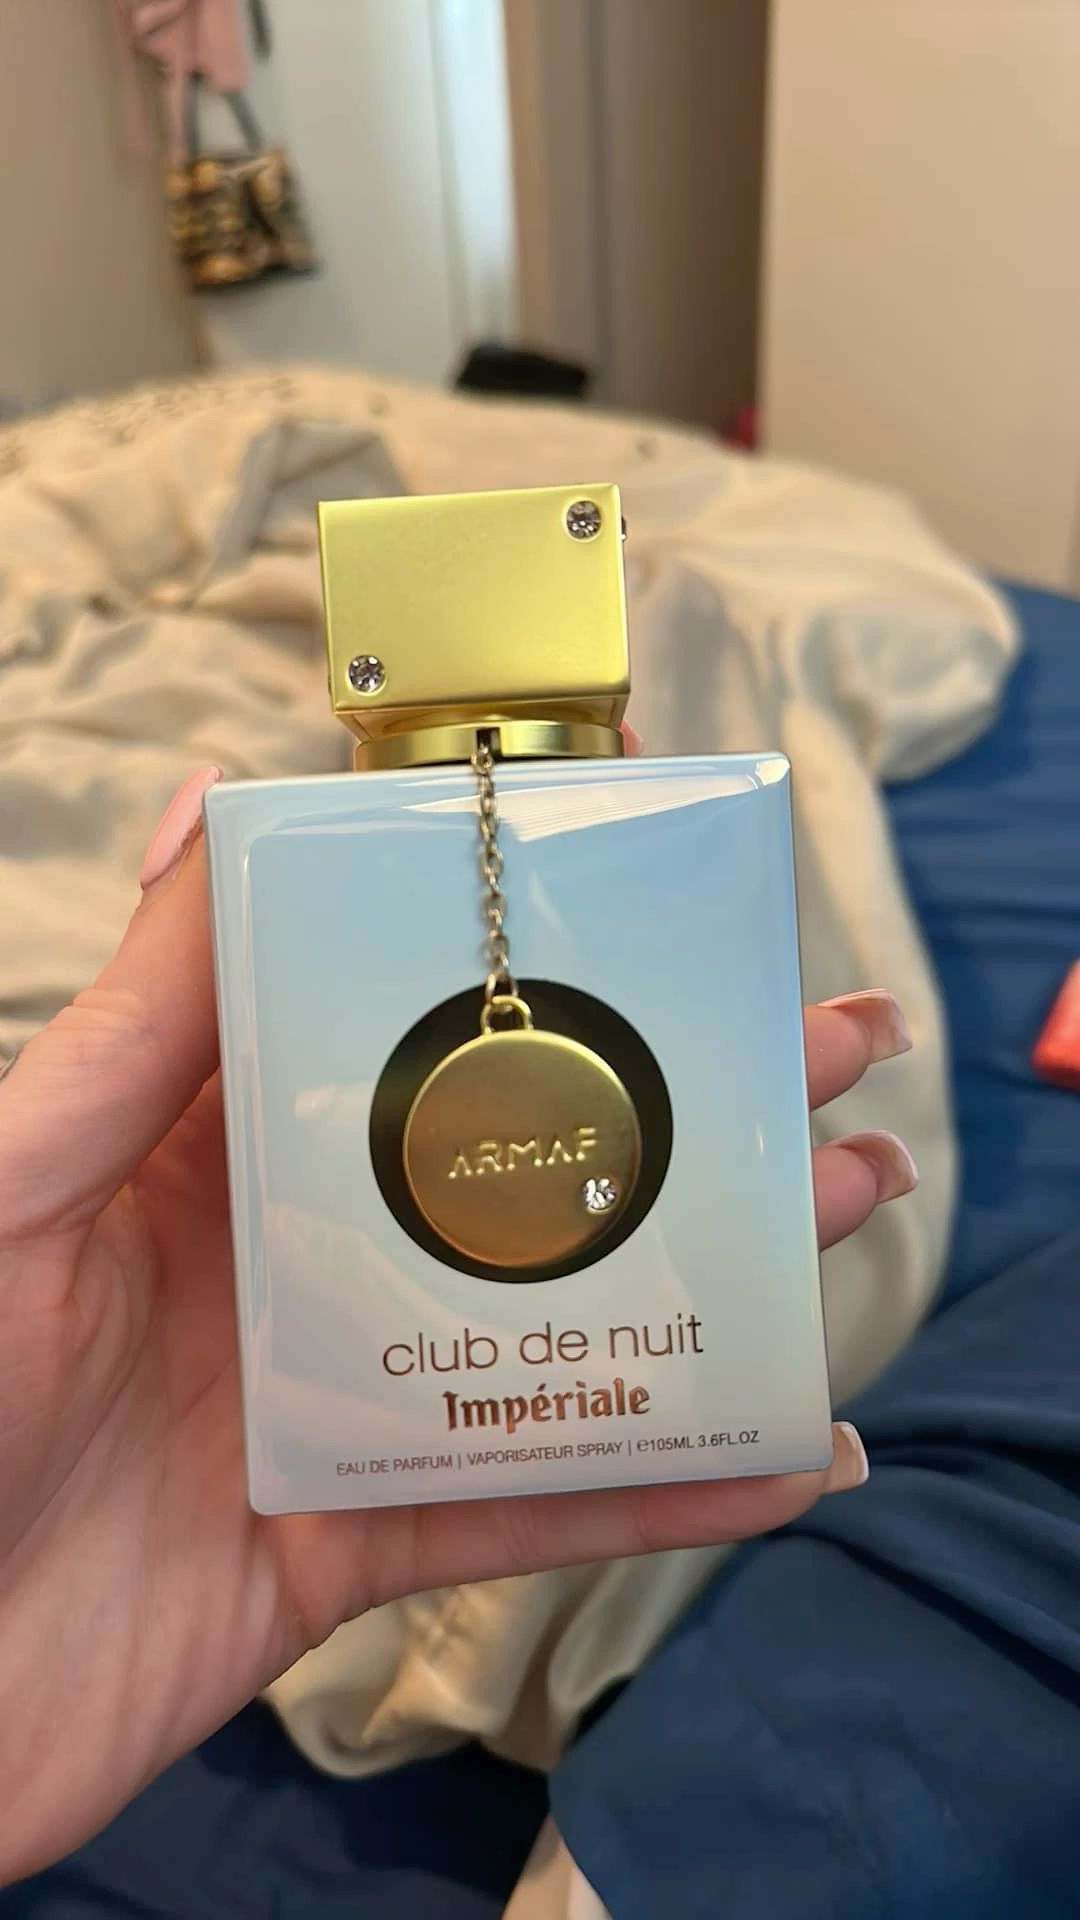 ARMAF
club de nuit
Impériale
EAU DE PARFUM | VAPORISATEUR SPRAY | ℮105ML 3.6FL.OZ